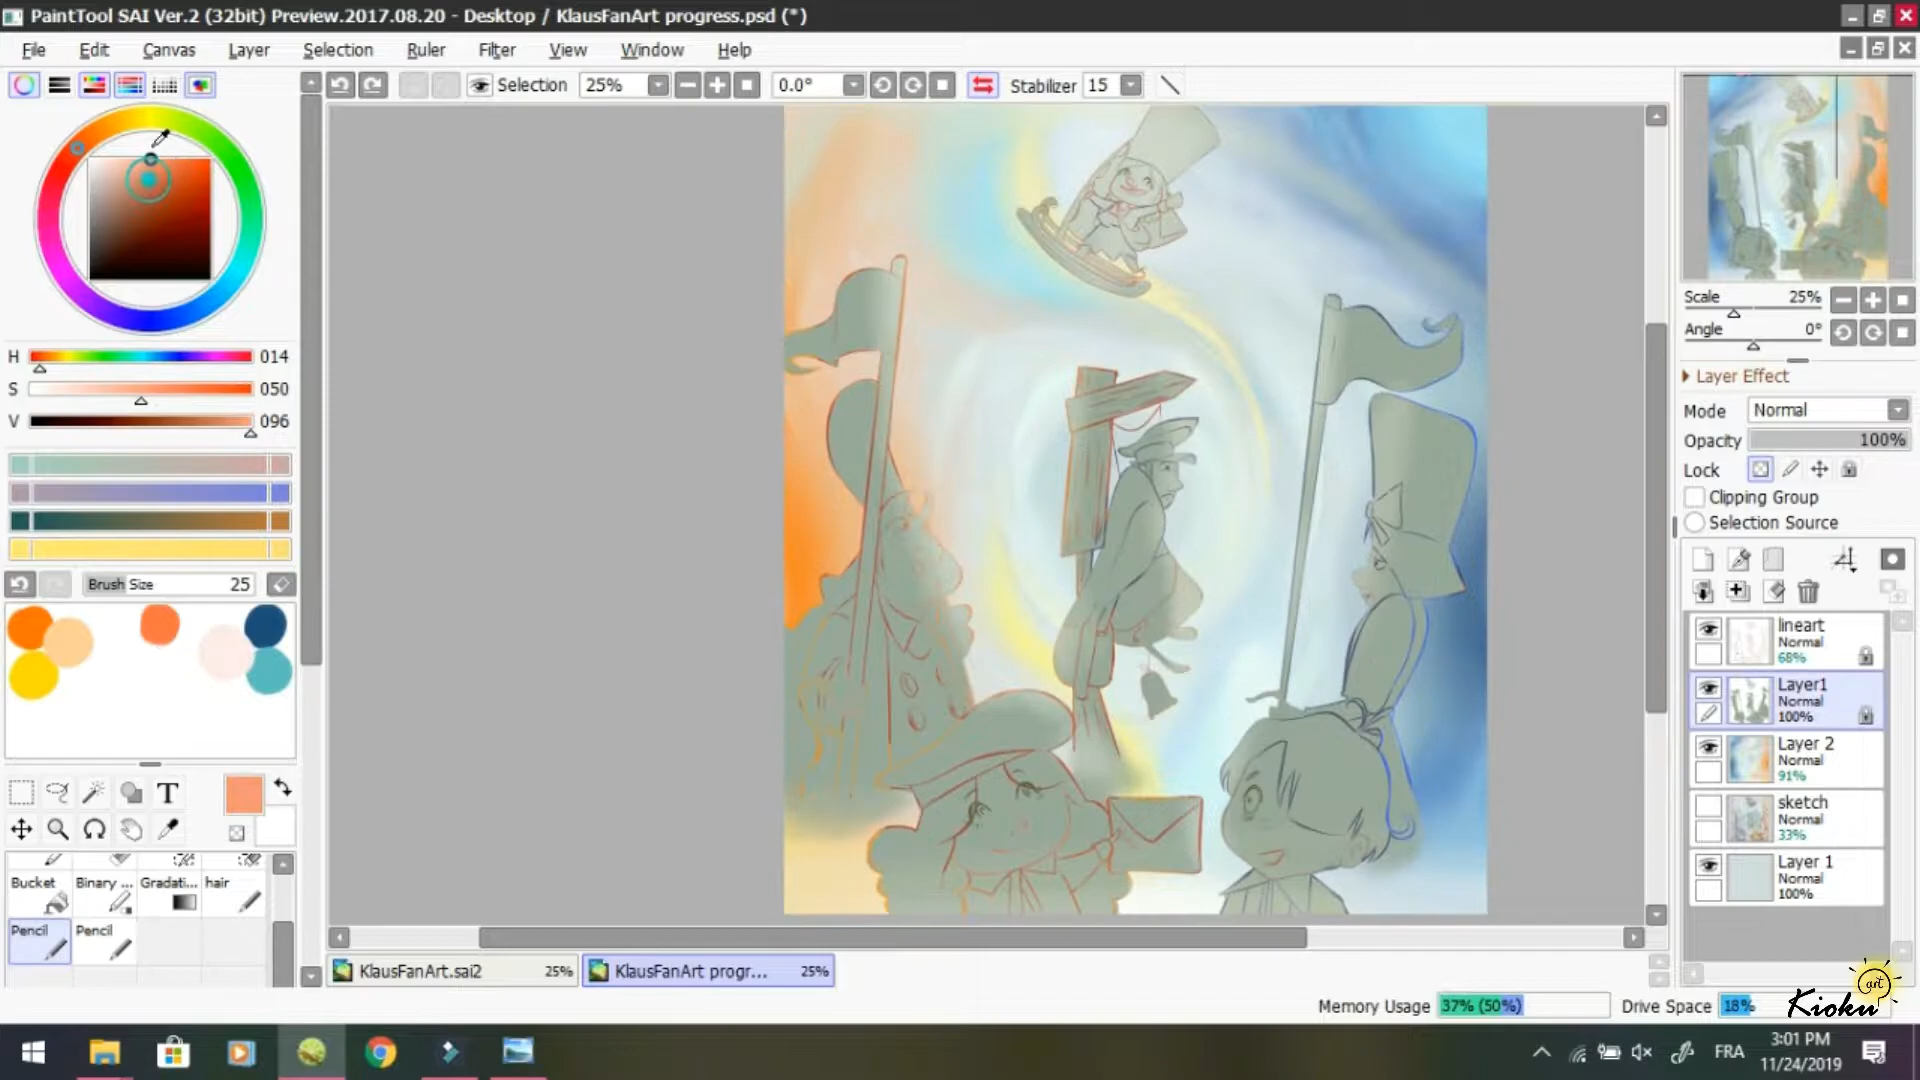 PaintTool SAI Ver.2 (32bit) Preview.2017.08.20 - Desktop / KlausFanArt progress.psd (*)
File Edit Canvas Layer Selection Ruler Filter View Window Help
Selection 25% 0.0° Stabilizer 15
Scale 25%
Angle 0°
H 014
S 050
V 096
Layer Effect
Mode Normal
Opacity 100%
Lock
Clipping Group
Selection Source
Brush Size 25
lineart
Normal
68%
Layer1
Normal
100%
Layer 2
Normal
91%
sketch
Normal
33%
Layer 1
Normal
100%
T
Bucket Binary ... Gradati... hair
Pencil Pencil
KlausFanArt.sai2 25% KlausFanArt progr... 25%
Memory Usage 37% (50%) Drive Space 18%
art
Kioku
FRA
3:01 PM
11/24/2019